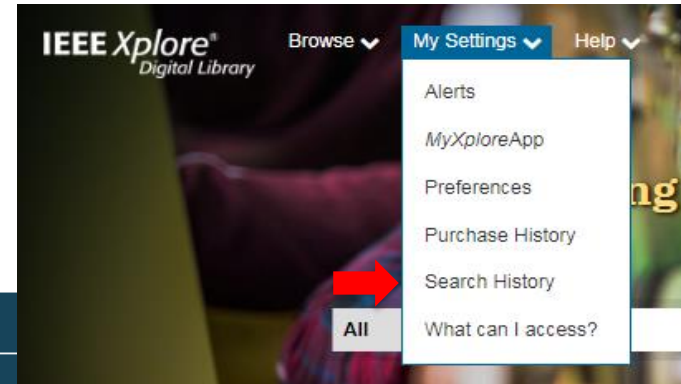 IEEE Xplore® Browse My Settings Help
Digital Library
Alerts
MyXploreApp
Preferences
ng
Purchase History
Search History
All
What can I access?